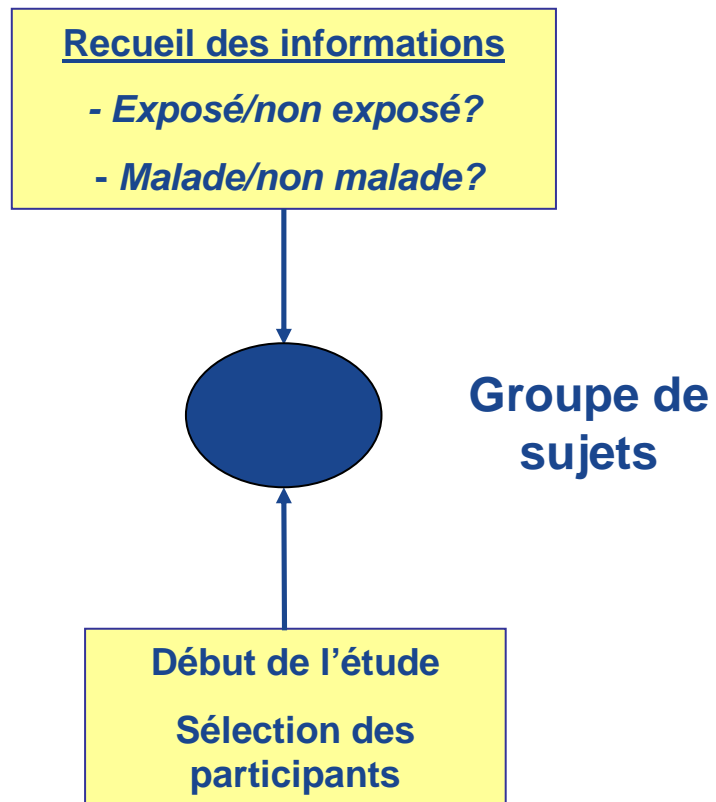 Recueil des informations
- Exposé/non exposé?
- Malade/non malade?
Groupe de
sujets
Début de l'étude
Sélection des
participants